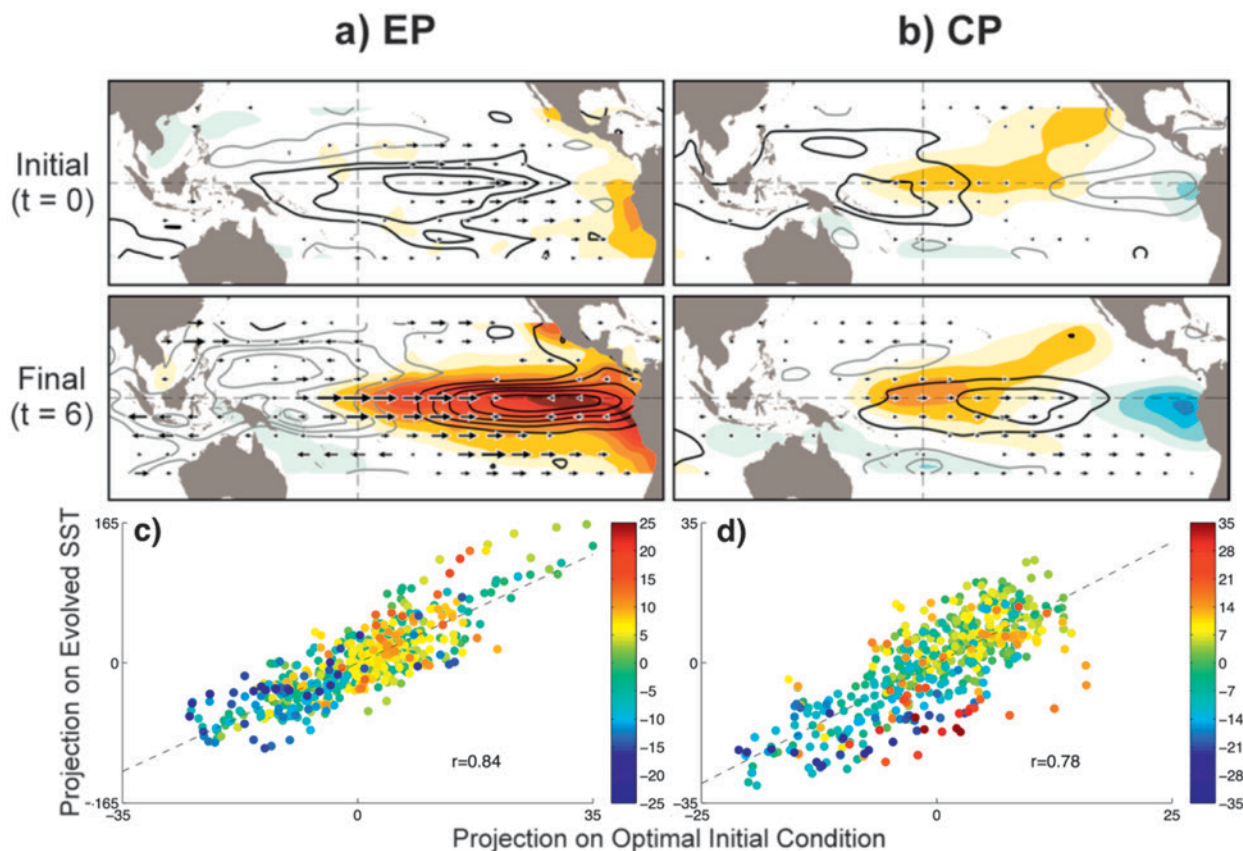 a) EP
b) CP
Initial
(t = 0)
Final
(t = 6)
Projection on Evolved SST
165
0
-165
c)
r=0.84
-35
0
35
25
20
15
10
5
0
-5
-10
-15
-20
-25
35
0
-35
d)
r=0.78
-25
0
25
35
28
21
14
7
0
-7
-14
-21
-28
-35
Projection on Optimal Initial Condition